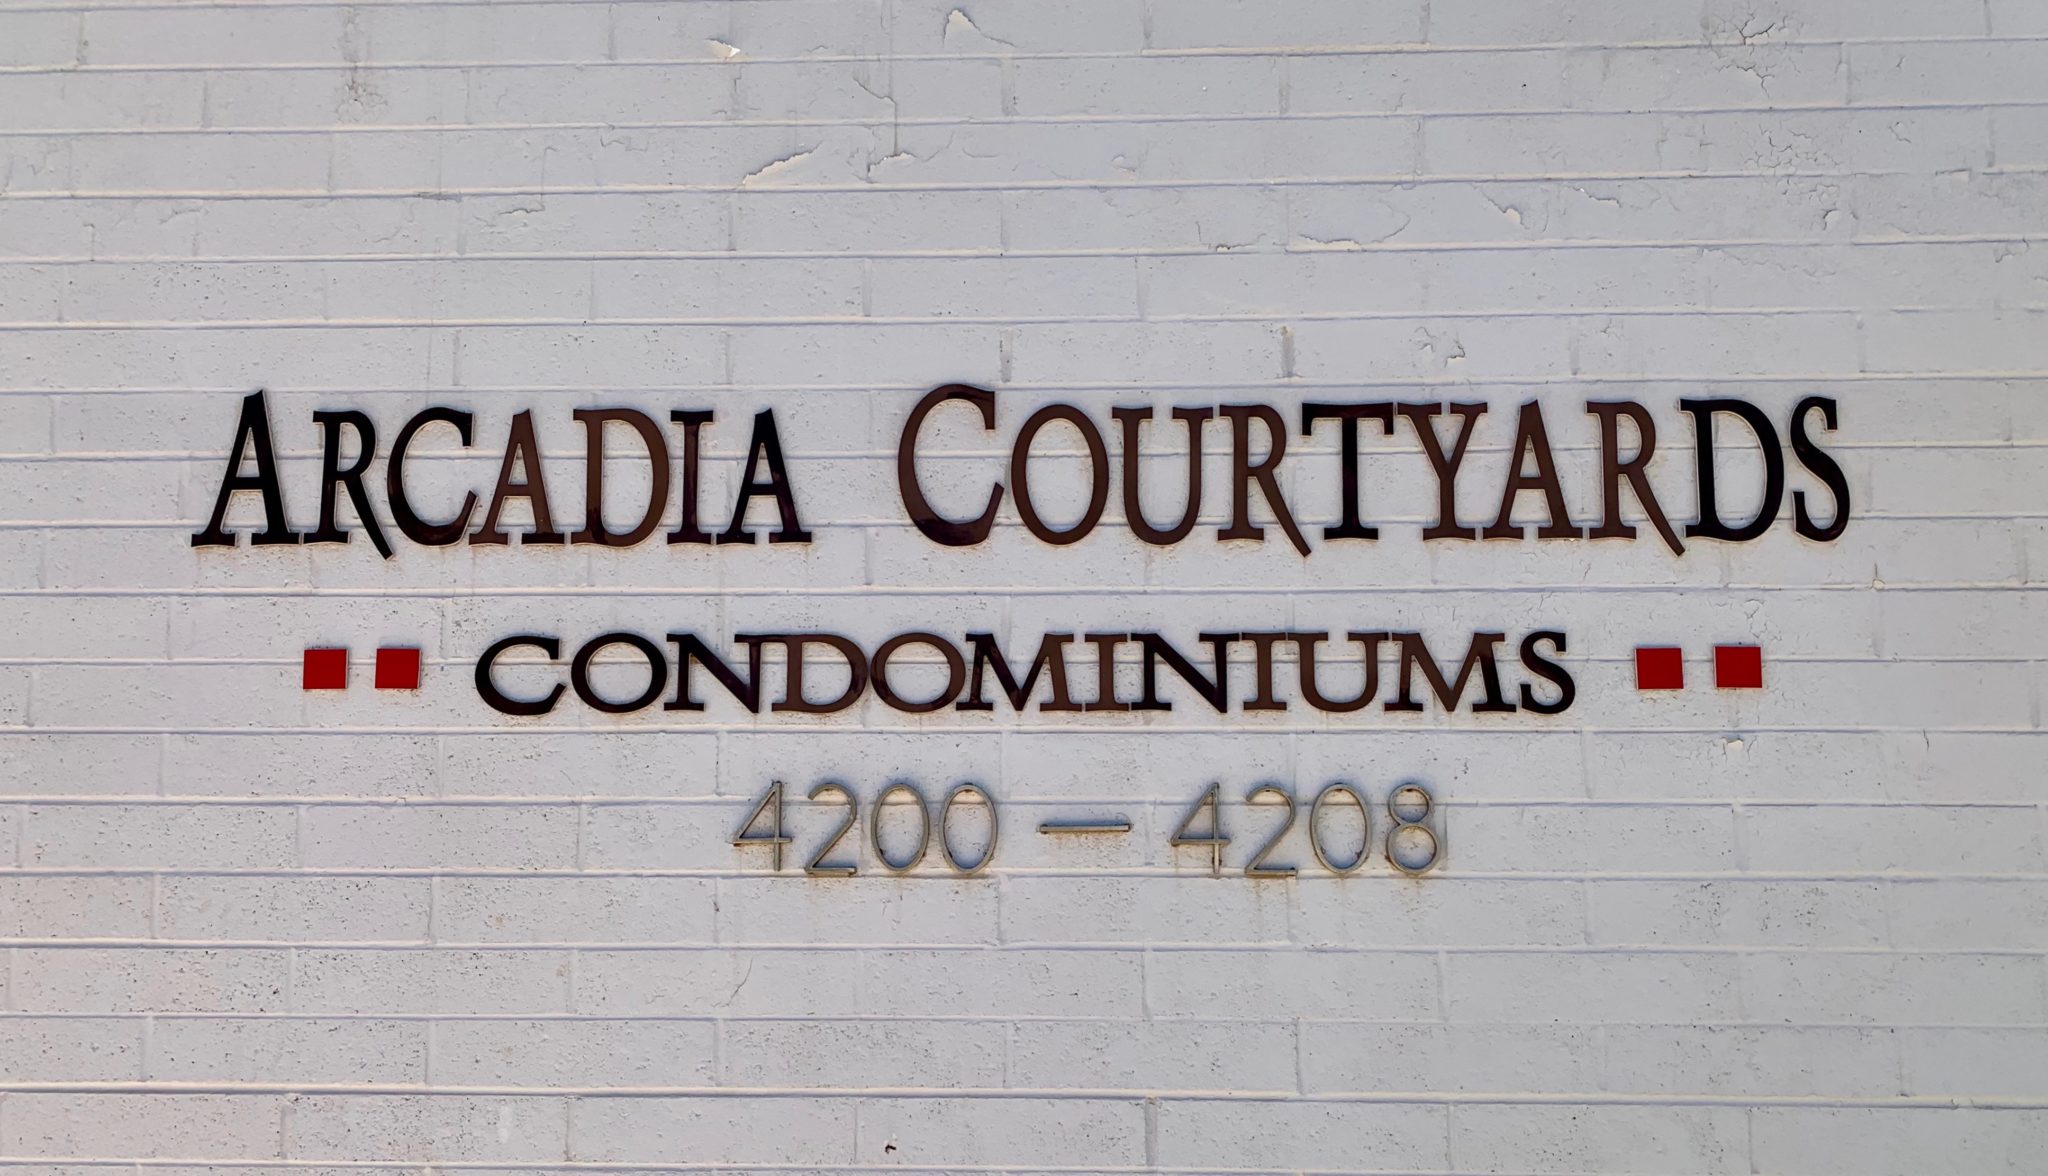 ARCADIA COURTYARDS
CONDOMINIUMS
4200 — 4208